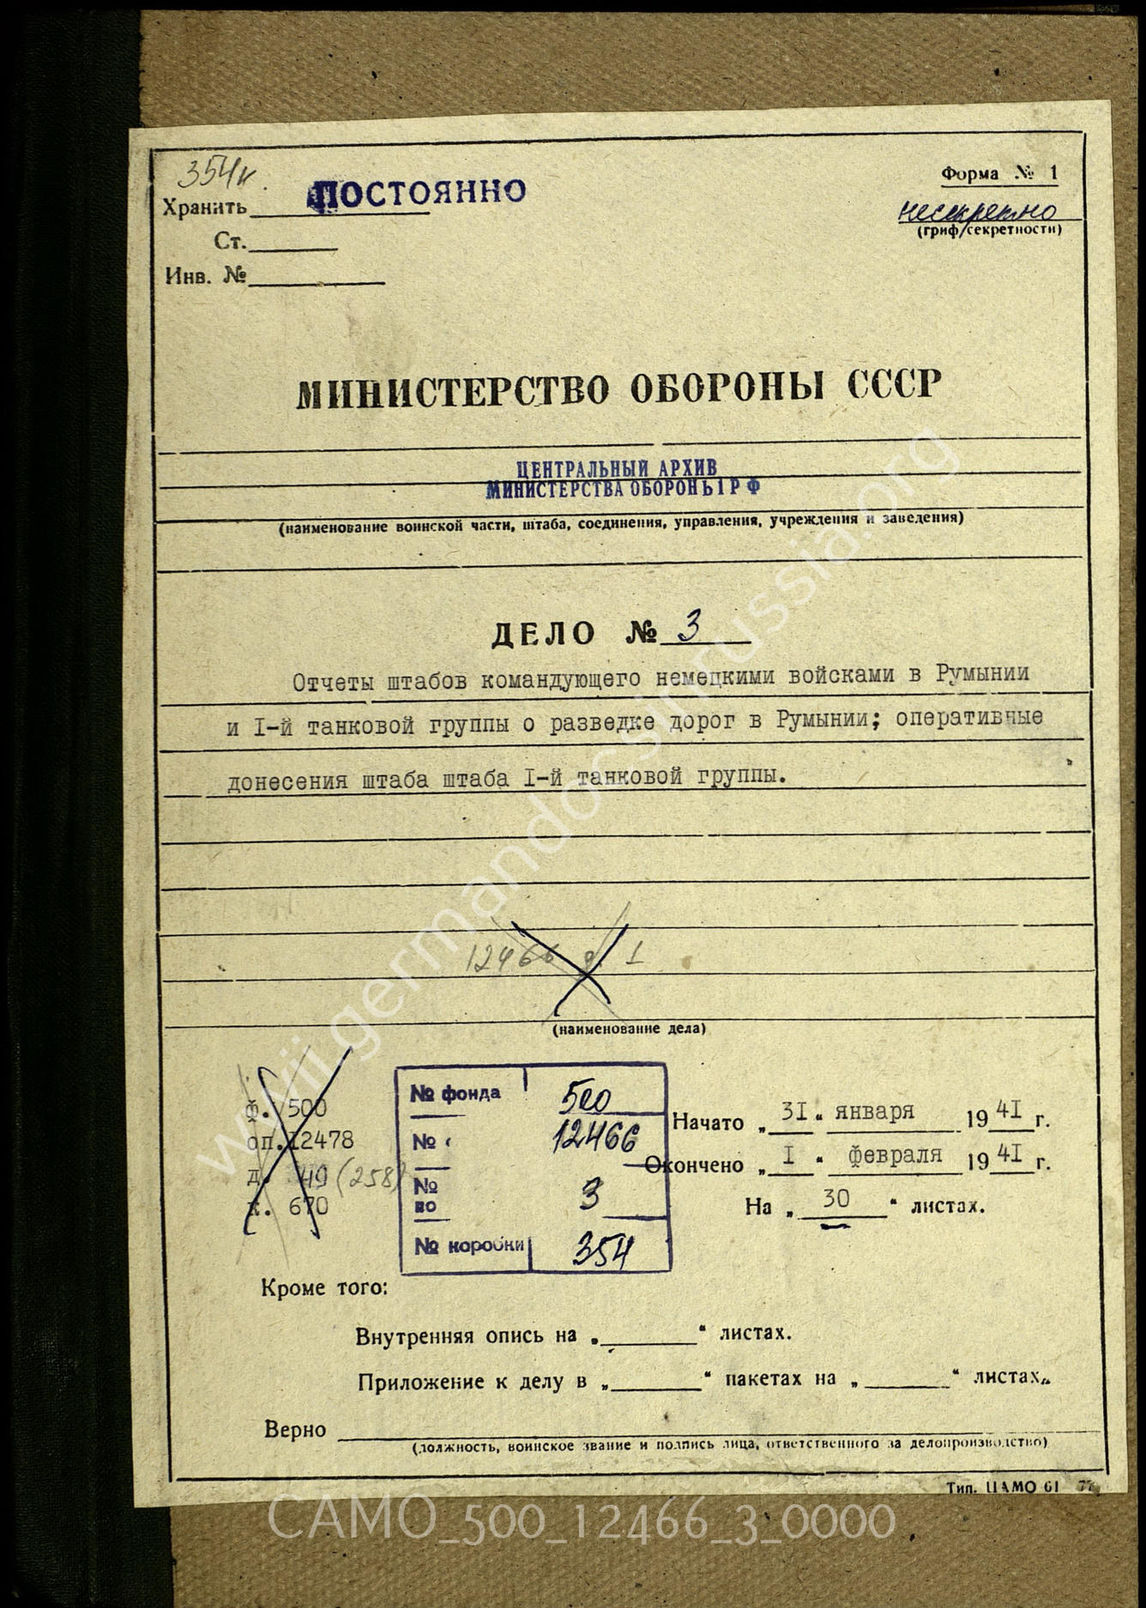 354к.
Хранить ПОСТОЯННО
Форма № 1
несекретно
(гриф секретности)
Ст.
Инв. №
МИНИСТЕРСТВО ОБОРОНЫ СССР
ЦЕНТРАЛЬНЫЙ АРХИВ
МИНИСТЕРСТВА ОБОРОНЫ РФ
(наименование воинской части, штаба, соединения, управления, учреждения и заведения)
ДЕЛО № 3
Отчеты штабов командующего немецкими войсками в Румынии
и I-й танковой группы о разведке дорог в Румынии; оперативные
донесения штаба штаба I-й танковой группы.
12466 д. 1
(наименование дела)
ф. 500
оп.12478
д. 49 (258)
к. 670
№ фонда 500
№ 12466
№ 3
во
№ коробки 354
Начато „31“ января 1941 г.
Окончено „I“ февраля 1941 г.
На „30“ листах.
Кроме того:
Внутренняя опись на „ “ листах.
Приложение к делу в „ “ пакетах на „ “ листах.
Верно
(должность, воинское звание и подпись лица, ответственного за делопроизводство)
Тип. ЦАМО 61 77
www.germandocsinrussia.org
CAMO_500_12466_3_0000